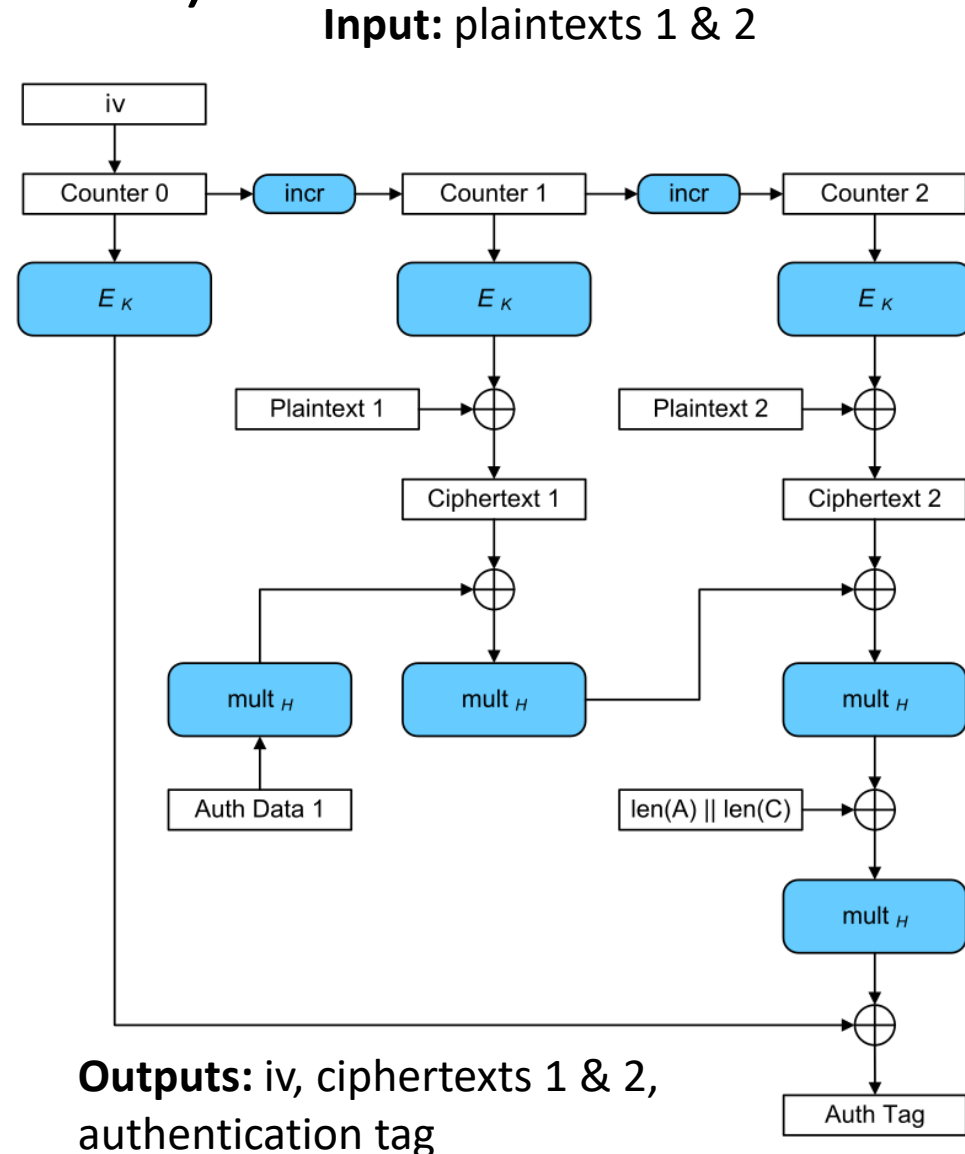 Input: plaintexts 1 & 2
iv
Counter 0
incr
Counter 1
incr
Counter 2
E K
E K
E K
Plaintext 1
Plaintext 2
Ciphertext 1
Ciphertext 2
mult H
mult H
mult H
Auth Data 1
len(A) || len(C)
mult H
Outputs: iv, ciphertexts 1 & 2,
authentication tag
Auth Tag